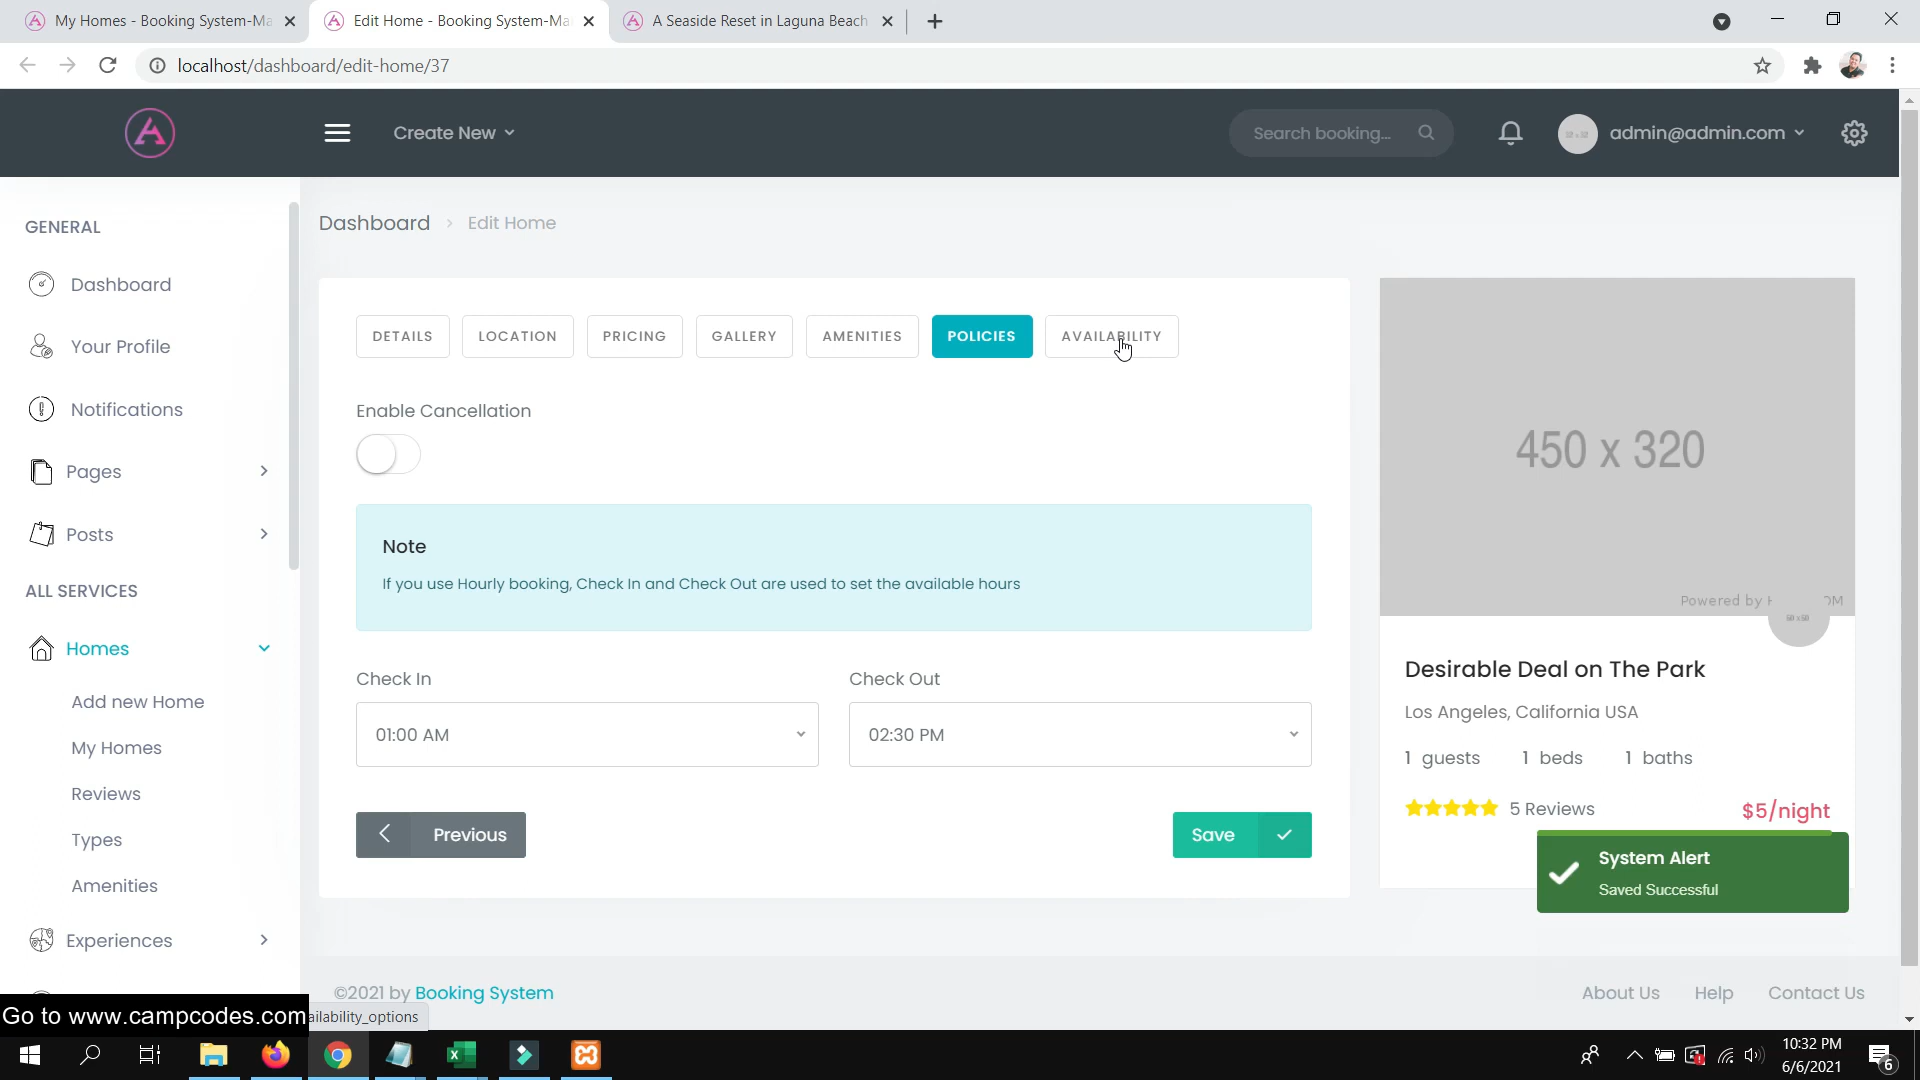 My Homes - Booking System-Ma
Edit Home - Booking System-Ma
A Seaside Reset in Laguna Beach
localhost/dashboard/edit-home/37
Create New
Search booking...
admin@admin.com
GENERAL
Dashboard
Your Profile
Notifications
Pages
Posts
ALL SERVICES
Homes
Add new Home
My Homes
Reviews
Types
Amenities
Experiences
Dashboard > Edit Home
DETAILS
LOCATION
PRICING
GALLERY
AMENITIES
POLICIES
AVAILABILITY
Enable Cancellation
Note
If you use Hourly booking, Check In and Check Out are used to set the available hours
Check In
Check Out
01:00 AM
02:30 PM
Previous
Save
450 x 320
Powered by H
OM
Desirable Deal on The Park
Los Angeles, California USA
1 guests 1 beds 1 baths
5 Reviews
$5/night
System Alert
Saved Successful
©2021 by Booking System
About Us
Help
Contact Us
Go to www.campcodes.com
ailability_options
10:32 PM
6/6/2021
6